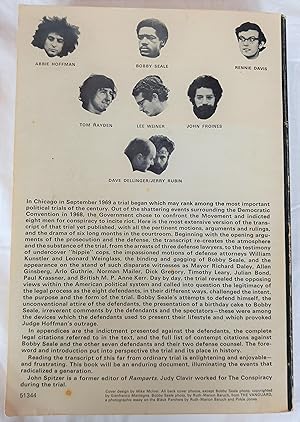 ABBIE HOFFMAN
BOBBY SEALE
RENNIE DAVIS
TOM HAYDEN
LEE WEINER
JOHN FROINES
DAVE DELLINGER/JERRY RUBIN
In Chicago in September 1969 a trial began which may rank among the most important
political trials of the century. Out of the shattering events surrounding the Democratic
Convention in 1968, the Government chose to confront the Movement and indicted
eight men for conspiracy to incite riot. Here is the most extensive version of the tran-
script of that trial yet published, with all the pertinent motions, arguments and rulings,
and the drama of six long months in the courtroom. Beginning with the opening argu-
ments of the prosecution and the defense, the transcript re-creates the atmosphere
and the substance of the trial, from the arrests of three defense lawyers, to the testimony
of undercover "hippie" cops, the impassioned motions of defense attorneys William
Kunstler and Leonard Weinglass, the binding and gagging of Bobby Seale,
and the appearance on the stand of such witnesses as Mayor Richard Daley, Allen
Ginsberg, Arlo Guthrie, Norman Mailer, Dick Gregory, Timothy Leary, Julian Bond,
Paul Krassner, and British M. P. Anne Kerr. Day by day, the trial revealed the opposing
views within the American political system and called into question the legitimacy of
the legal process as the eight defendants, in their different ways, challenged the intent,
the purpose and the form of the trial. Bobby Seale's attempts to defend himself, the
unconventional attire of the defendants, the presentation of a birthday cake to Bobby
Seale, irreverent comments by the defendants and the spectators—these were among
the devices which the defendants used to present their lifestyle and which provoked
Judge Hoffman's outrage.
In appendices are the indictment presented against the defendants, the complete
legal citations referred to in the text, and the full list of contempt citations against
Bobby Seale and the other seven defendants and their two defense counsel. The fore-
word and introduction put into perspective the trial and its place in history.
Reading the transcript of this far from ordinary trial is enlightening and enjoyable—
and frustrating. This book will be an enduring document, illuminating the events that
radicalized a generation.
John Spitzer is a former editor of Ramparts. Judy Clavir worked for The Conspiracy
during the trial.
51344